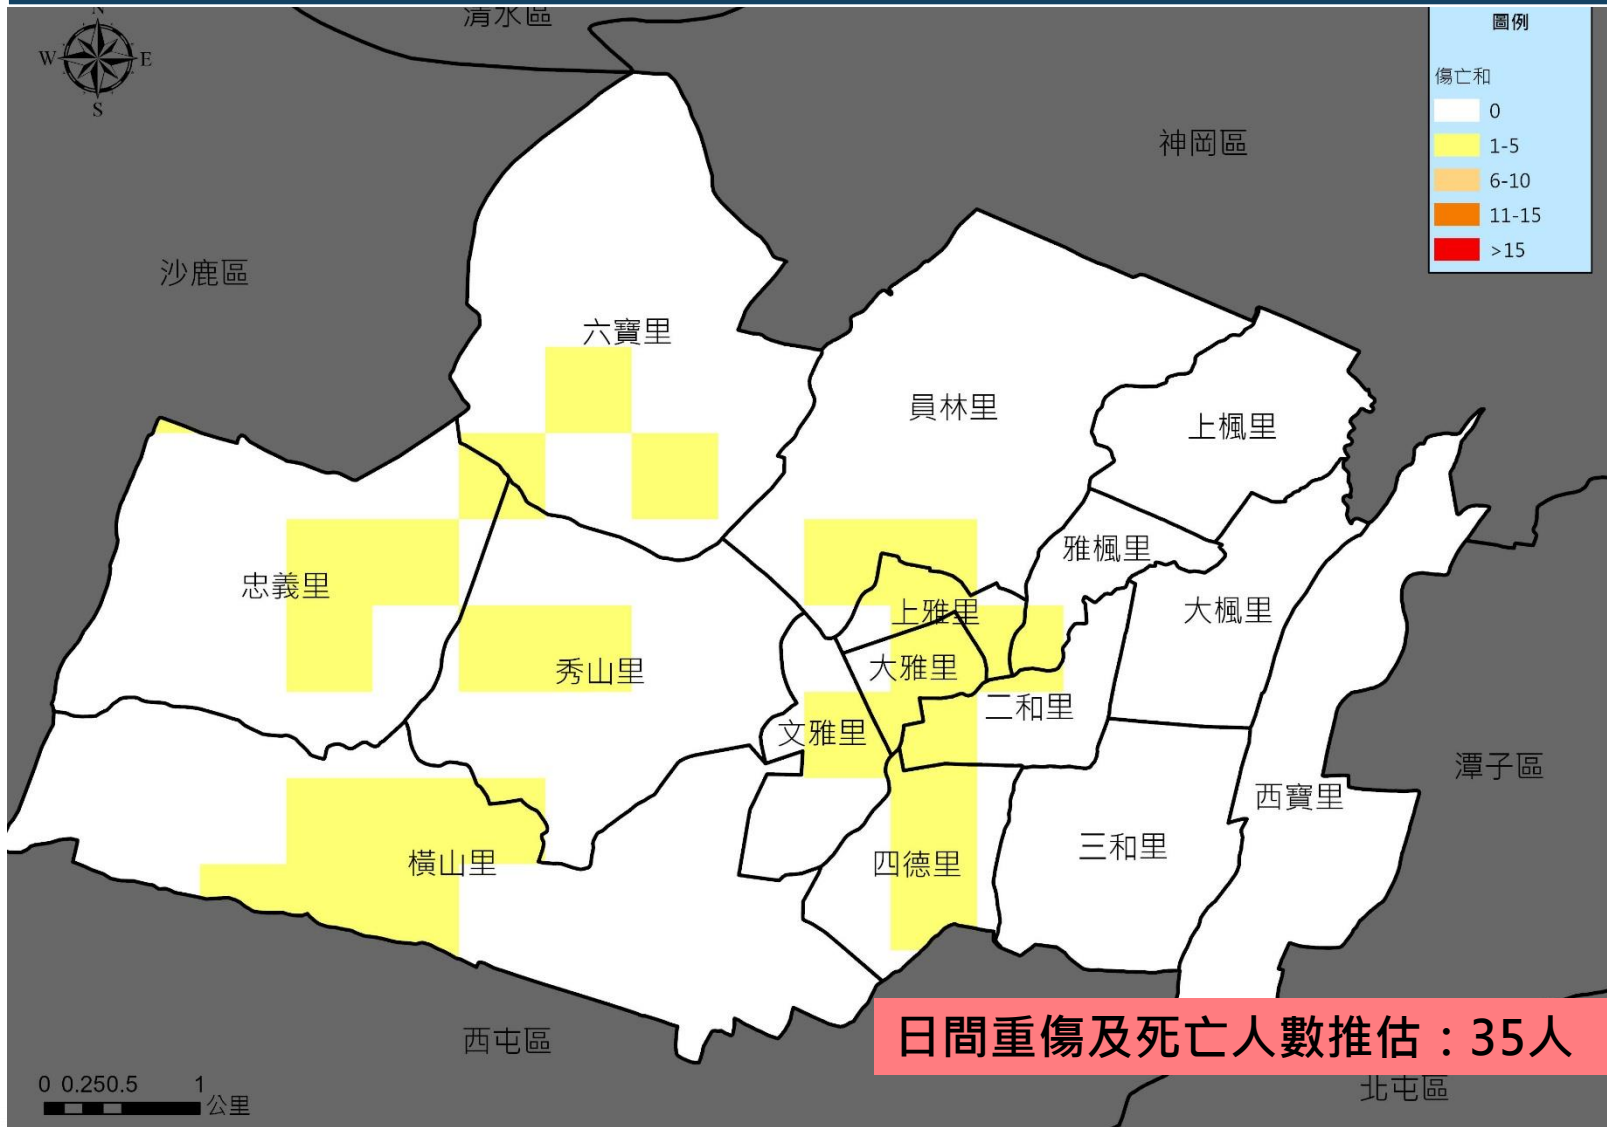 N
清水區
W
E
S
圖例
傷亡和
0
1-5
6-10
11-15
>15
神岡區
沙鹿區
六寶里
員林里
上楓里
雅楓里
忠義里
上雅里
大楓里
秀山里
大雅里
二和里
文雅里
潭子區
西寶里
三和里
橫山里
四德里
西屯區
日間重傷及死亡人數推估：35人
0 0.250.5 1
公里
北屯區